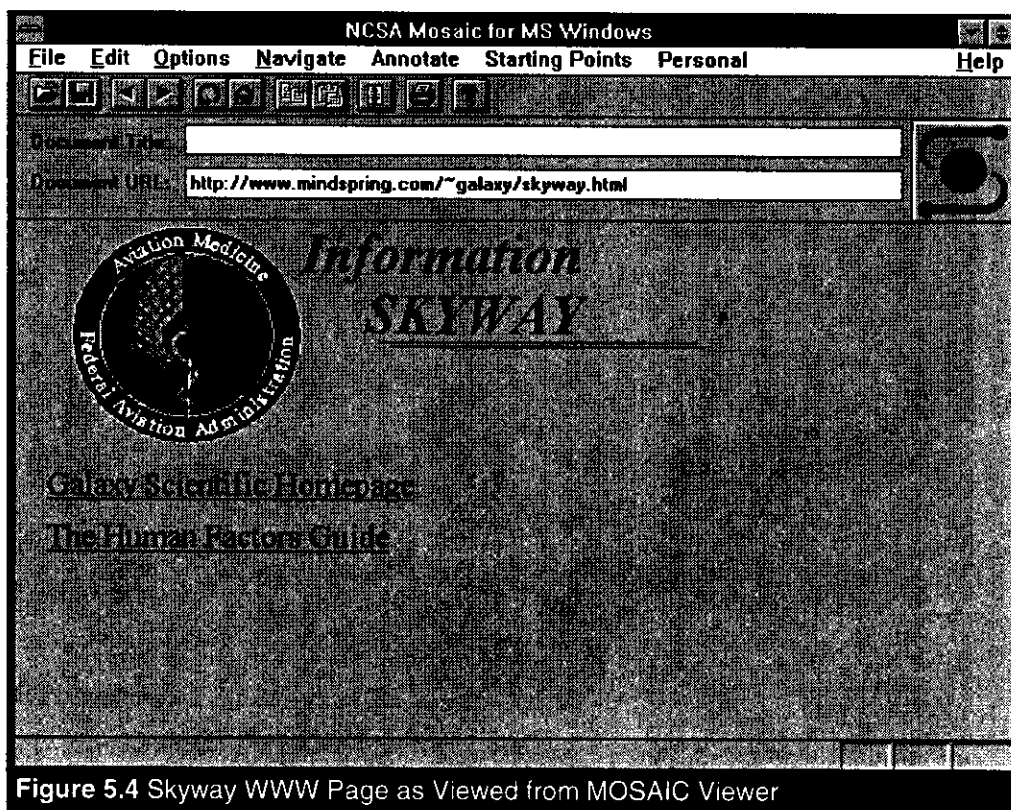 NCSA Mosaic for MS Windows
File Edit Options Navigate Annotate Starting Points Personal Help
Document Title:
Document URL: http://www.mindspring.com/~galaxy/skyway.html
Aviation Medicine
Federal Aviation Administration
Information
SKYWAY
Galaxy Scientific Homepage
The Human Factors Guide
Figure 5.4 Skyway WWW Page as Viewed from MOSAIC Viewer